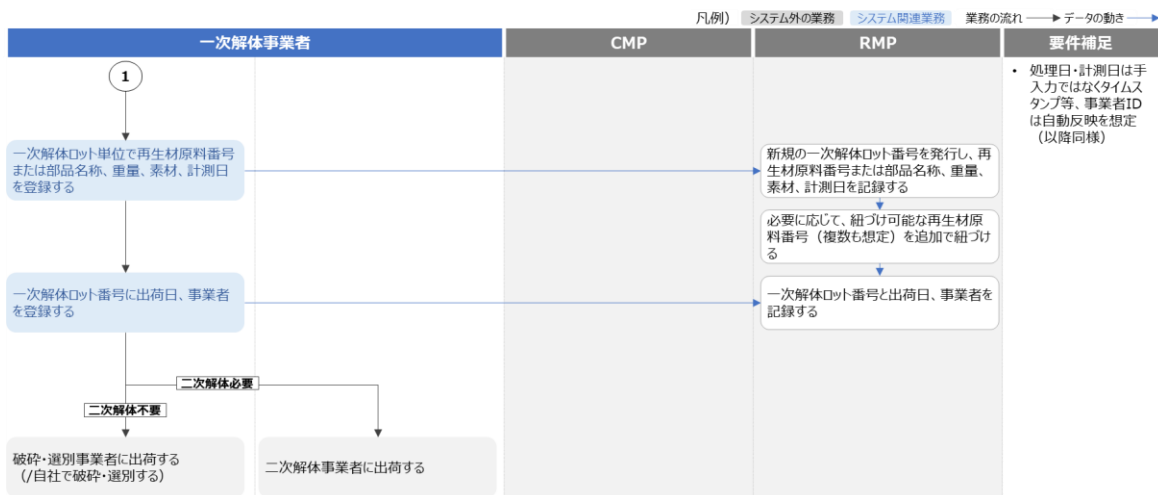 凡例) システム外の業務 システム関連業務 業務の流れ データの動き
一次解体事業者 CMP RMP 要件補足
1
• 処理日・計測日は手
入力ではなくタイムス
タンプ等、事業者ID
は自動反映を想定
(以降同様)
一次解体ロット単位で再生材原料番号
または部品名称、重量、素材、計測日
を登録する
新規の一次解体ロット番号を発行し、再
生材原料番号または部品名称、重量、
素材、計測日を記録する
必要に応じて、紐づけ可能な再生材原
料番号(複数も想定)を追加で紐づけ
る
一次解体ロット番号に出荷日、事業者
を登録する
一次解体ロット番号と出荷日、事業者を
記録する
二次解体必要
二次解体不要
破砕・選別事業者に出荷する
(/自社で破砕・選別する)
二次解体事業者に出荷する